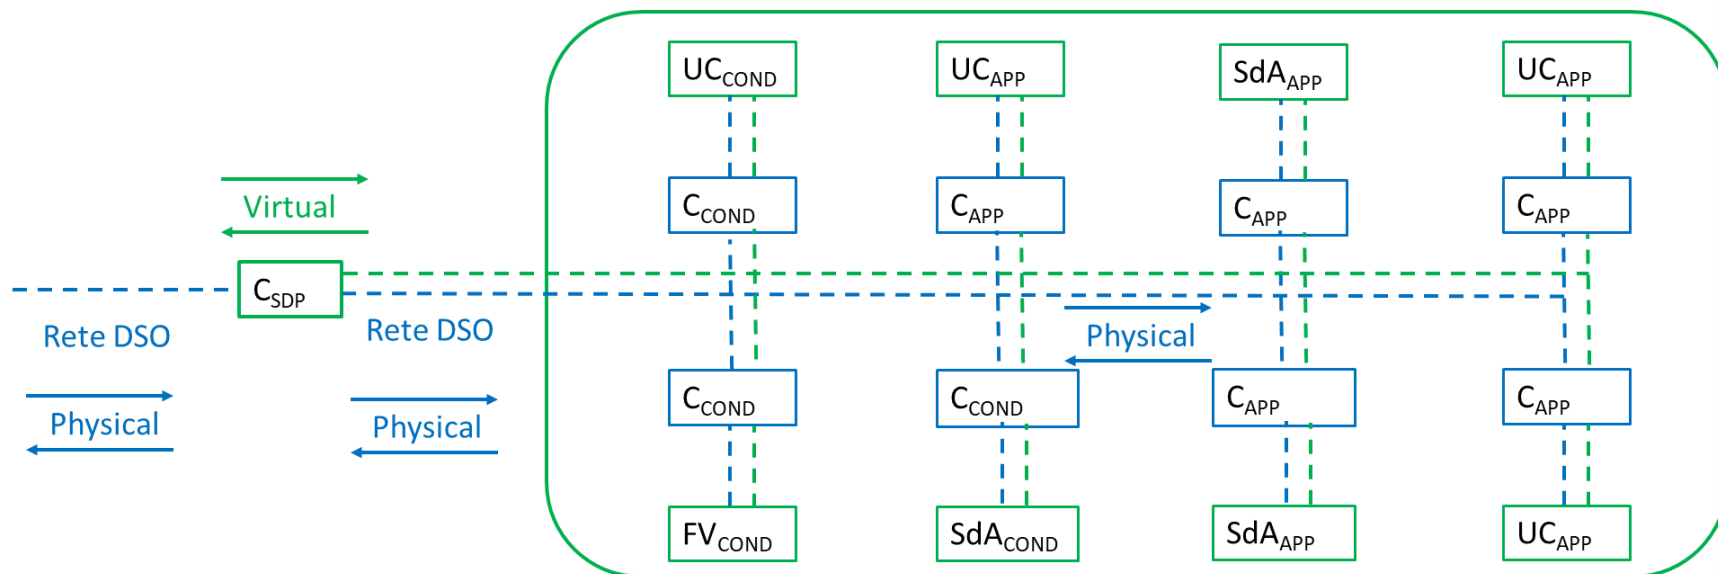 UCCOND
UCAPP
SdAAPP
UCAPP
Virtual
CCOND
CAPP
CAPP
CAPP
CSDP
Rete DSO
Rete DSO
Physical
Physical
Physical
CCOND
CCOND
CAPP
CAPP
FVCOND
SdACOND
SdAAPP
UCAPP